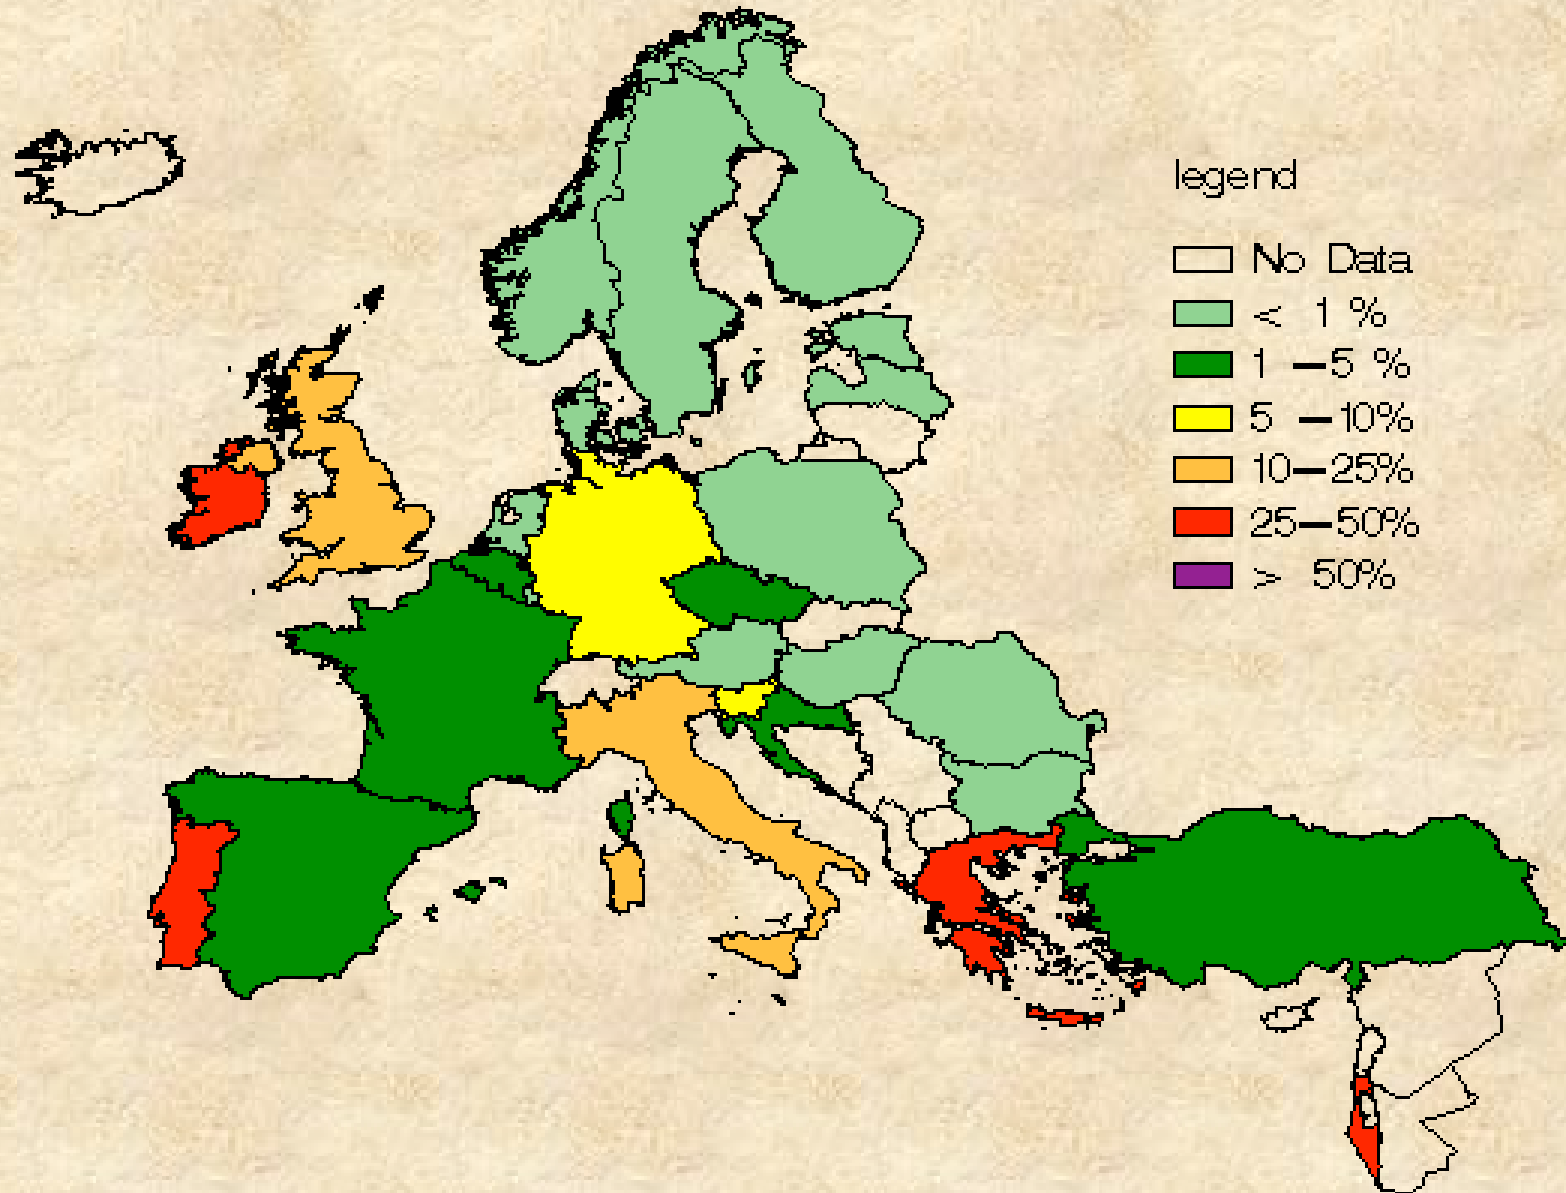 legend
No Data
< 1 %
1 –5 %
5 –10%
10–25%
25–50%
> 50%